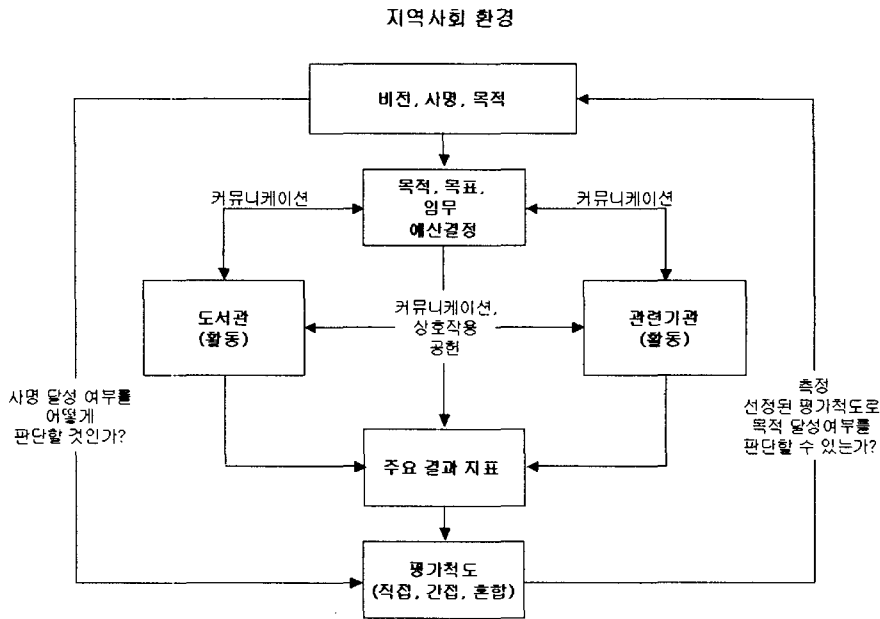 지역사회 환경
비전, 사명, 목적
목적, 목표,
임무
예산결정
커뮤니케이션
커뮤니케이션
도서관
(활동)
커뮤니케이션,
상호작용
공헌
관련기관
(활동)
사명 달성 여부를
어떻게
판단할 것인가?
측정
선정된 평가척도로
목적 달성여부를
판단할 수 있는가?
주요 결과 지표
평가척도
(직접, 간접, 혼합)